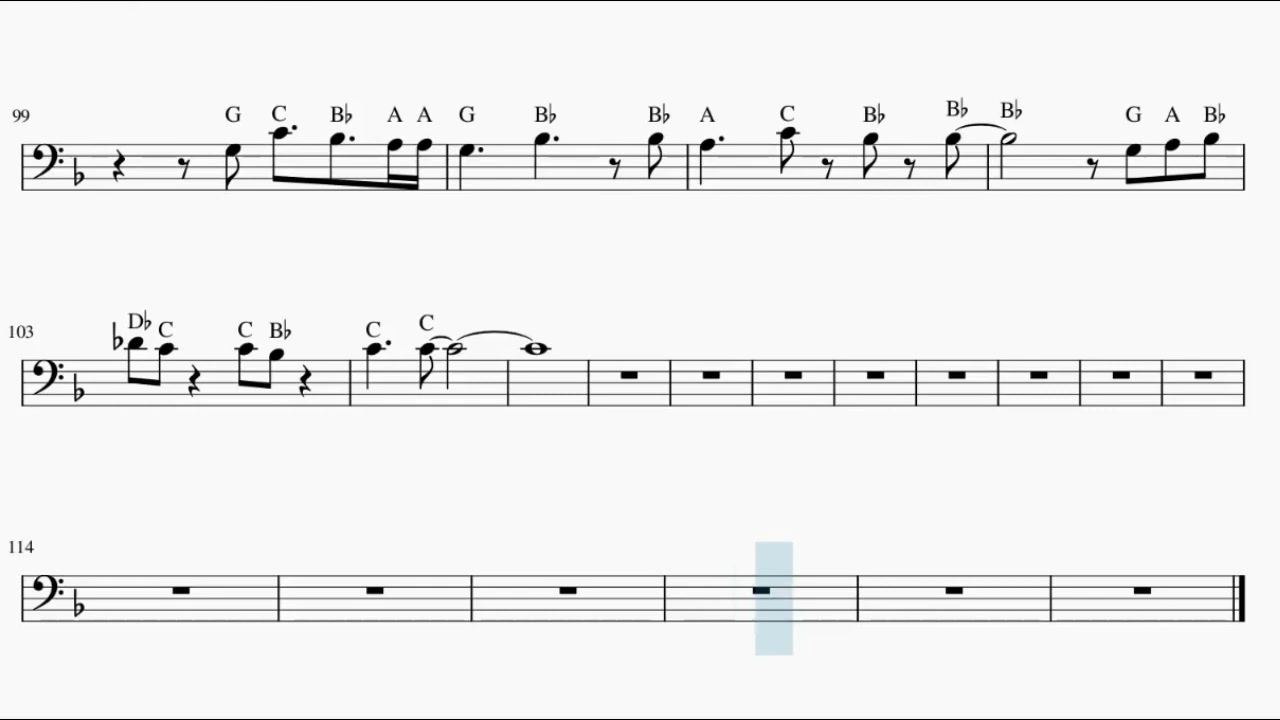 99 G C B♭ A A G B♭ B♭ A C B♭ B♭ B♭ G A B♭
103 D♭ C C B♭ C C
114